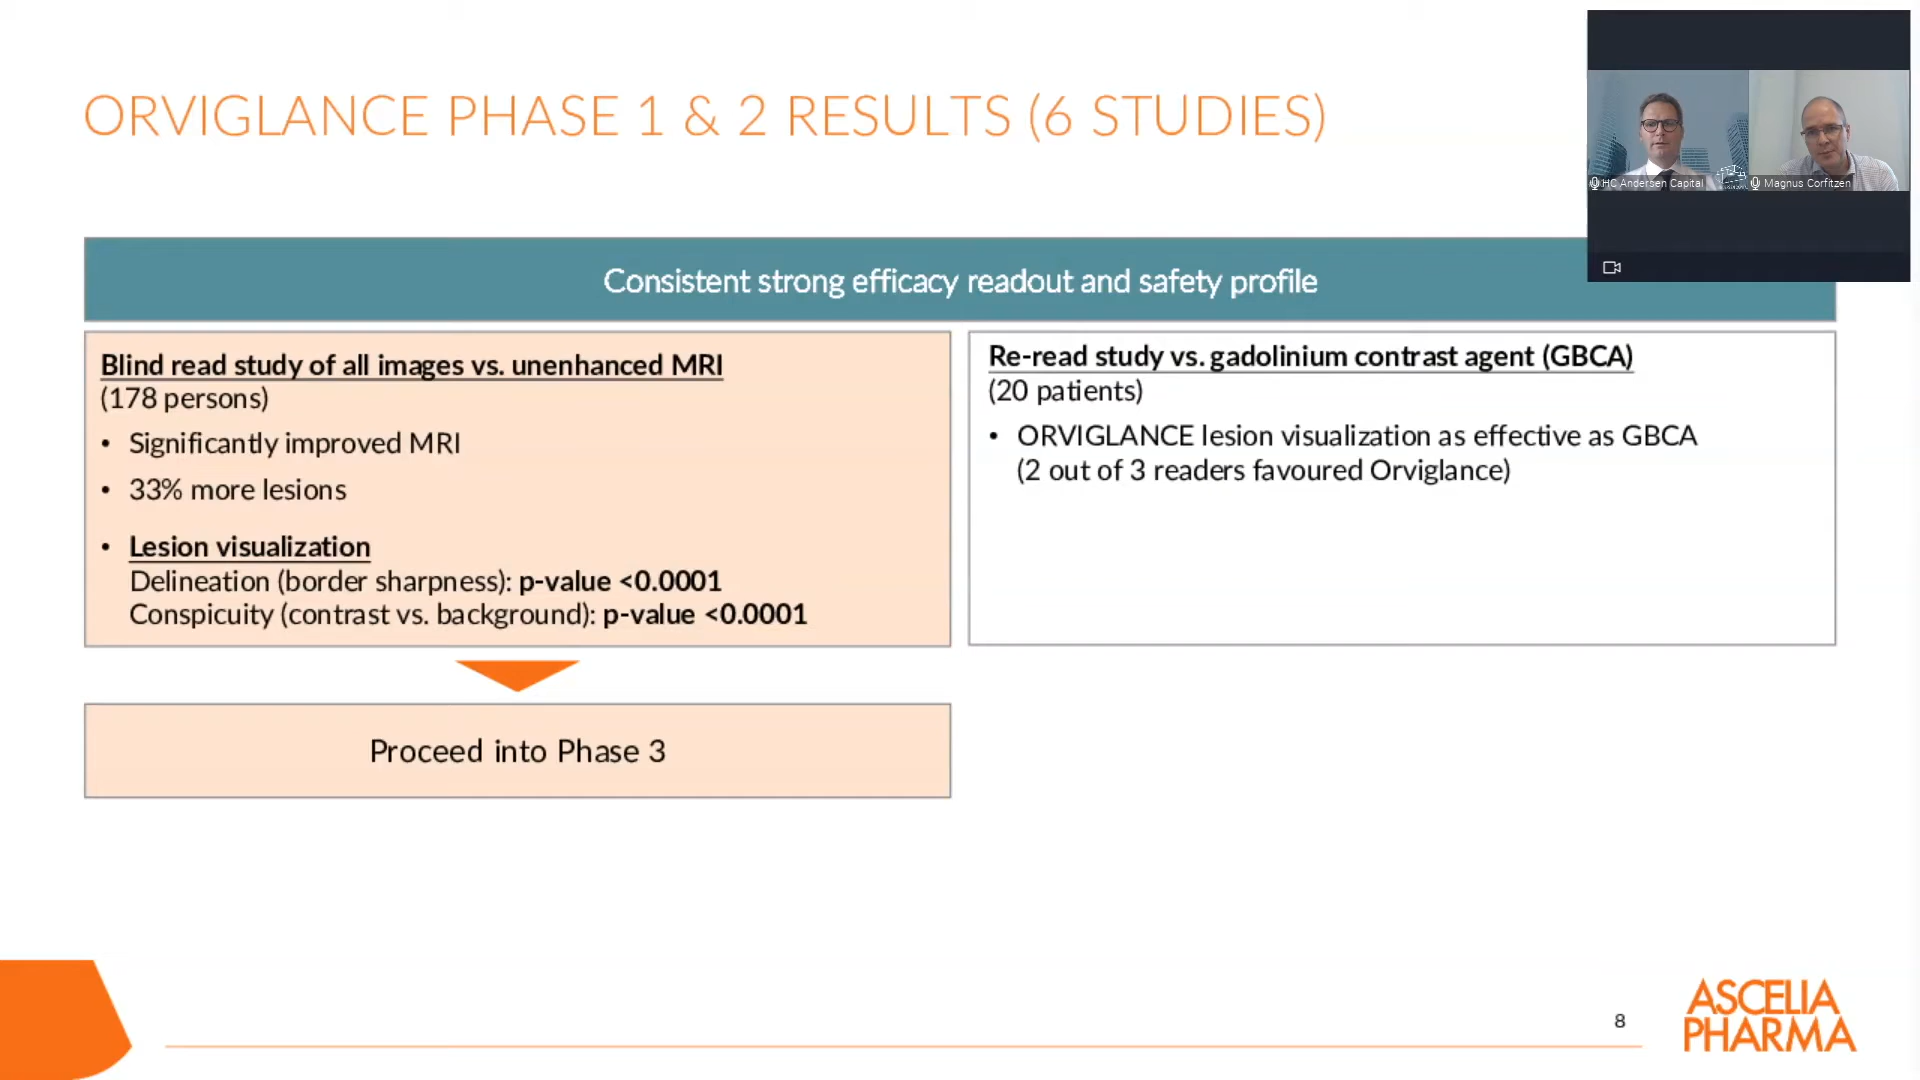 ORVIGLANCE PHASE 1 & 2 RESULTS (6 STUDIES)
HC Andersen Capital
Magnus Corfitzen
Consistent strong efficacy readout and safety profile
Blind read study of all images vs. unenhanced MRI
(178 persons)
• Significantly improved MRI
• 33% more lesions
• Lesion visualization
Delineation (border sharpness): p-value <0.0001
Conspicuity (contrast vs. background): p-value <0.0001
Re-read study vs. gadolinium contrast agent (GBCA)
(20 patients)
• ORVIGLANCE lesion visualization as effective as GBCA
(2 out of 3 readers favoured Orviglance)
Proceed into Phase 3
8
ASCELIA
PHARMA